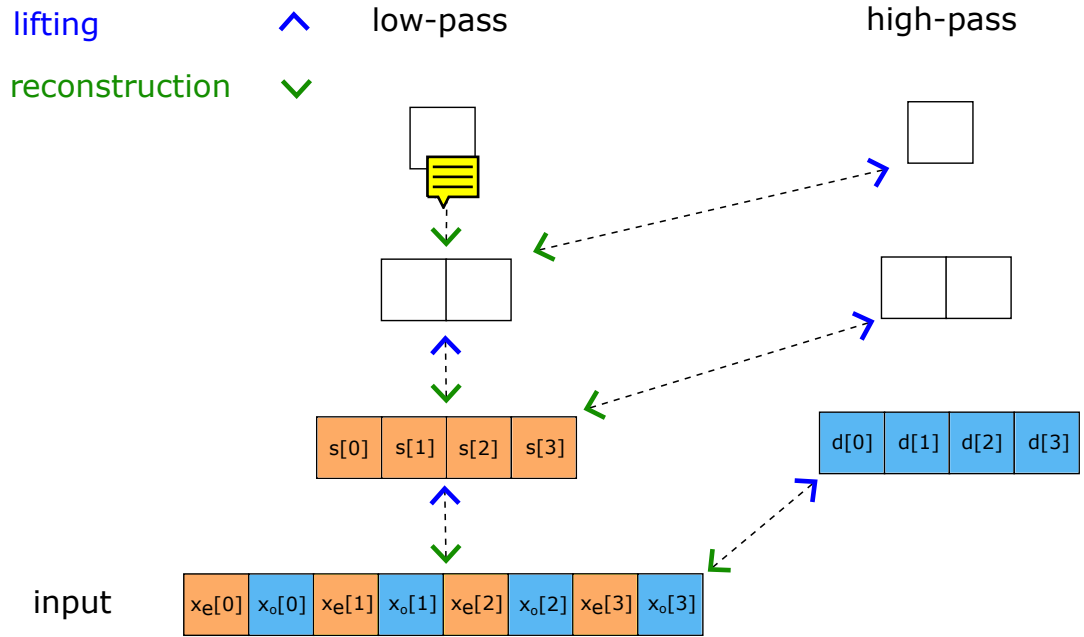 lifting low-pass high-pass
reconstruction
s[0] s[1] s[2] s[3] d[0] d[1] d[2] d[3]
input xe[0] xo[0] xe[1] xo[1] xe[2] xo[2] xe[3] xo[3]